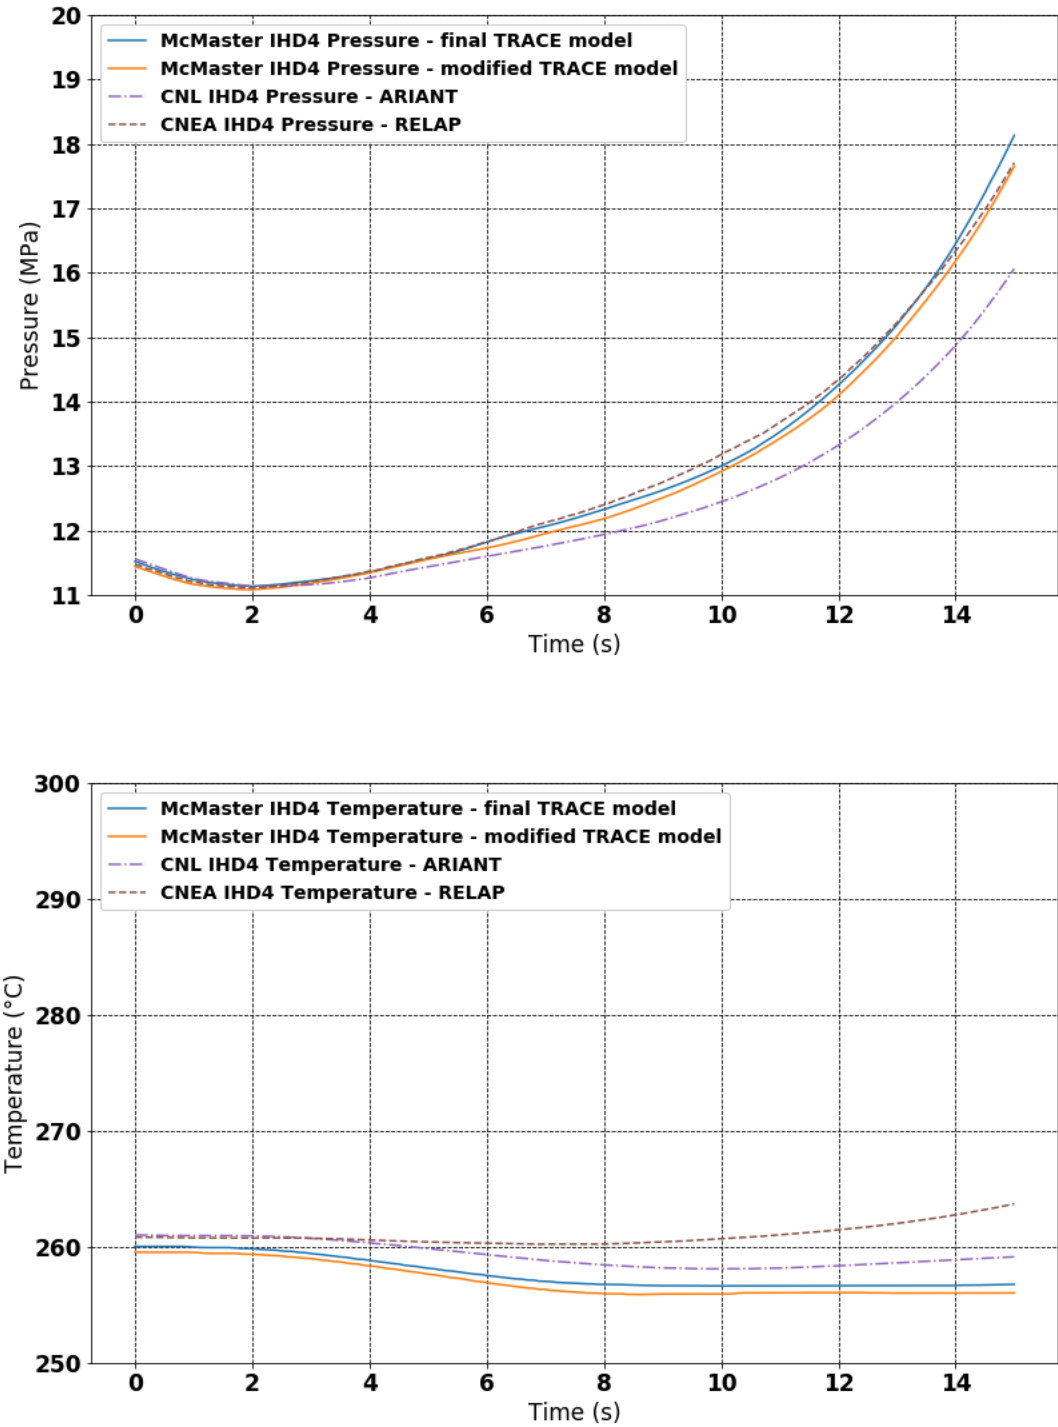 20
19
18
17
16
15
14
13
12
11
Pressure (MPa)
McMaster IHD4 Pressure - final TRACE model
McMaster IHD4 Pressure - modified TRACE model
CNL IHD4 Pressure - ARIANT
CNEA IHD4 Pressure - RELAP
0 2 4 6 8 10 12 14
Time (s)
300
290
280
270
260
250
Temperature (°C)
McMaster IHD4 Temperature - final TRACE model
McMaster IHD4 Temperature - modified TRACE model
CNL IHD4 Temperature - ARIANT
CNEA IHD4 Temperature - RELAP
0 2 4 6 8 10 12 14
Time (s)